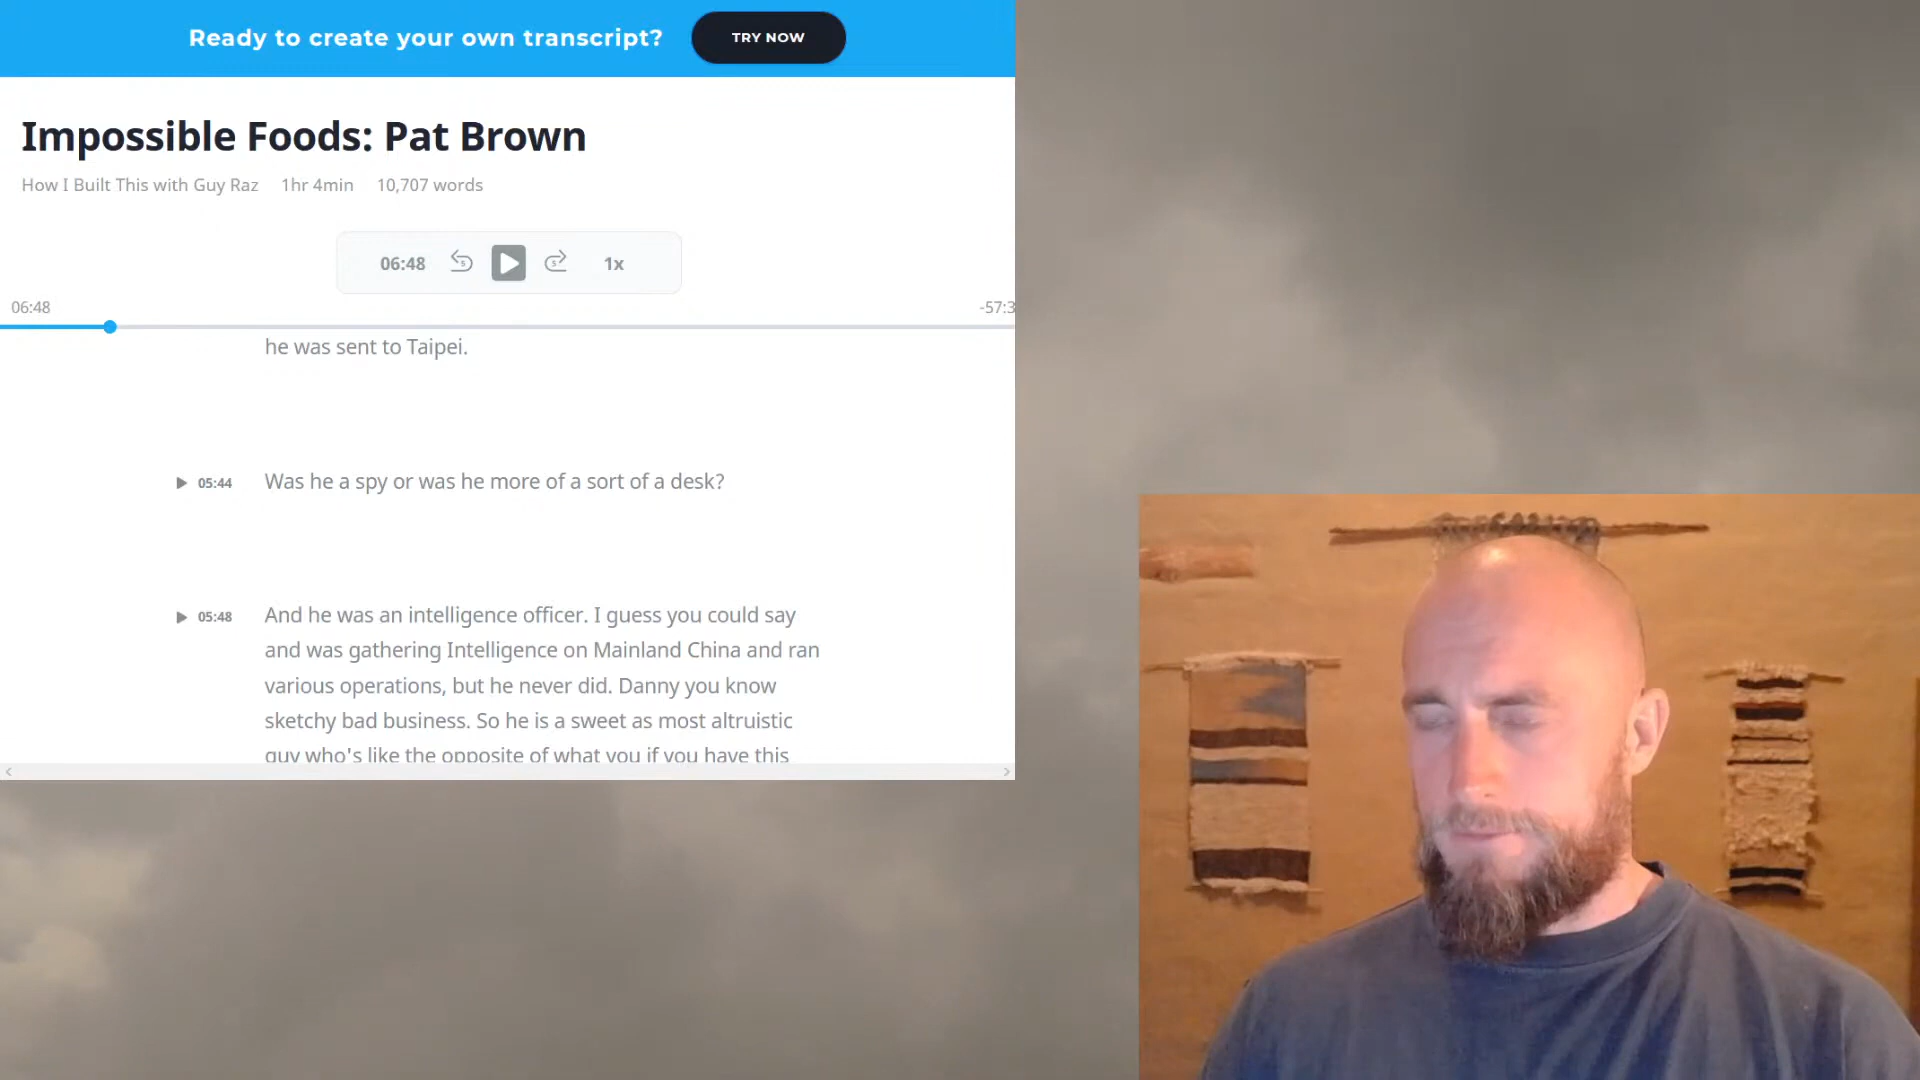 Ready to create your own transcript?
TRY NOW
Impossible Foods: Pat Brown
How I Built This with Guy Raz 1hr 4min 10,707 words
06:48 5 5 1x
06:48 -57:3
he was sent to Taipei.
05:44 Was he a spy or was he more of a sort of a desk?
05:48 And he was an intelligence officer. I guess you could say
and was gathering Intelligence on Mainland China and ran
various operations, but he never did. Danny you know
sketchy bad business. So he is a sweet as most altruistic
guy who's like the opposite of what you if you have this